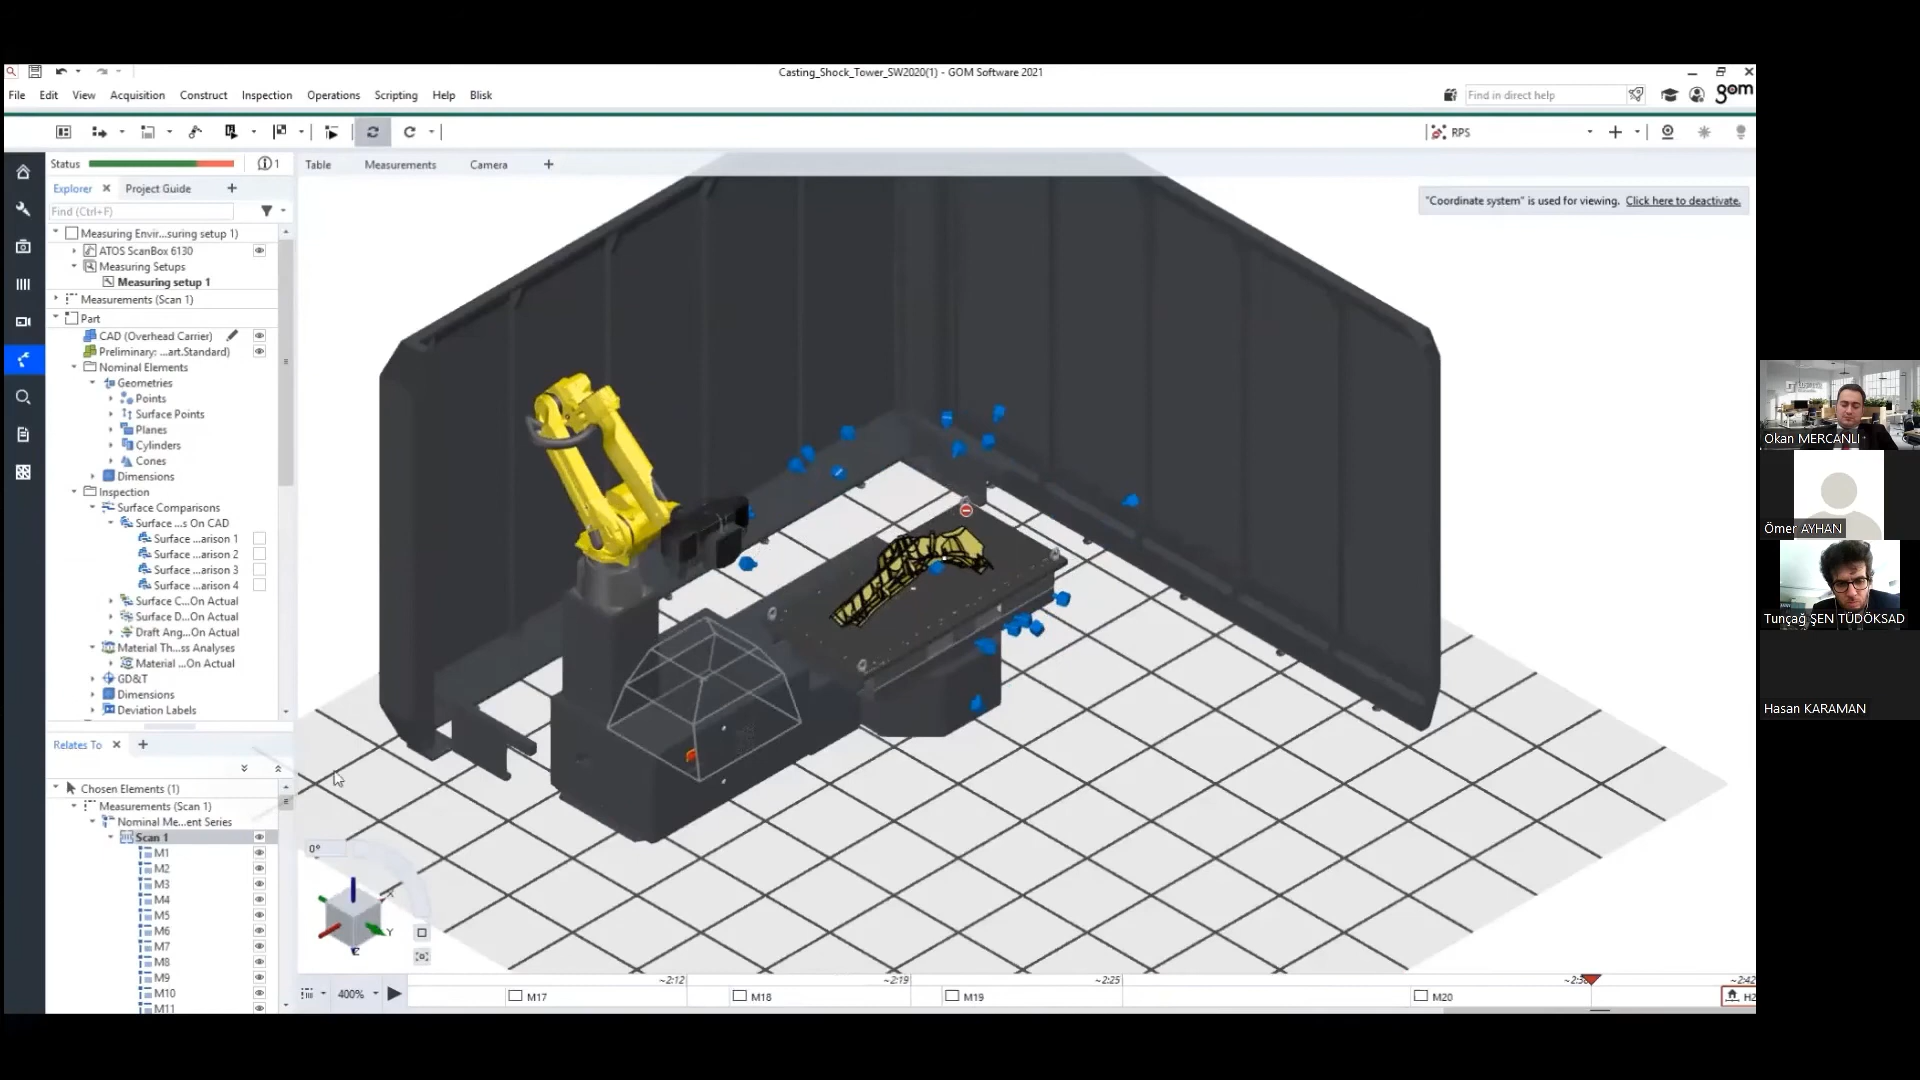 Casting_Shock_Tower_SW2020(1) - GOM Software 2021
File Edit View Acquisition Construct Inspection Operations Scripting Help Blisk
Find in direct help
gom
RPS
Status
1
Table Measurements Camera +
Explorer × Project Guide +
"Coordinate system" is used for viewing. Click here to deactivate.
Find (Ctrl+F)
Measuring Envir...suring setup 1)
ATOS ScanBox 6130
Measuring Setups
Measuring setup 1
Measurements (Scan 1)
Part
CAD (Overhead Carrier)
Preliminary: ...art.Standard)
Nominal Elements
Geometries
Points
Surface Points
Planes
Cylinders
Cones
Dimensions
Inspection
Surface Comparisons
Surface ...s On CAD
Surface ...arison 1
Surface ...arison 2
Surface ...arison 3
Surface ...arison 4
Surface C...On Actual
Surface D...On Actual
Draft Ang...On Actual
Material Th...ss Analyses
Material ...On Actual
GD&T
Dimensions
Deviation Labels
Relates To × +
Chosen Elements (1)
Measurements (Scan 1)
Nominal Me...ent Series
Scan 1
M1
M2
M3
M4
M5
M6
M7
M8
M9
M10
M11
0°
X
Y
Z
400%
~2:12 ~2:19 ~2:25 ~2:42
M17 M18 M19 M20
Okan MERCANLI
Ömer AYHAN
Tunçağ ŞEN TÜDÖKSAD
Hasan KARAMAN